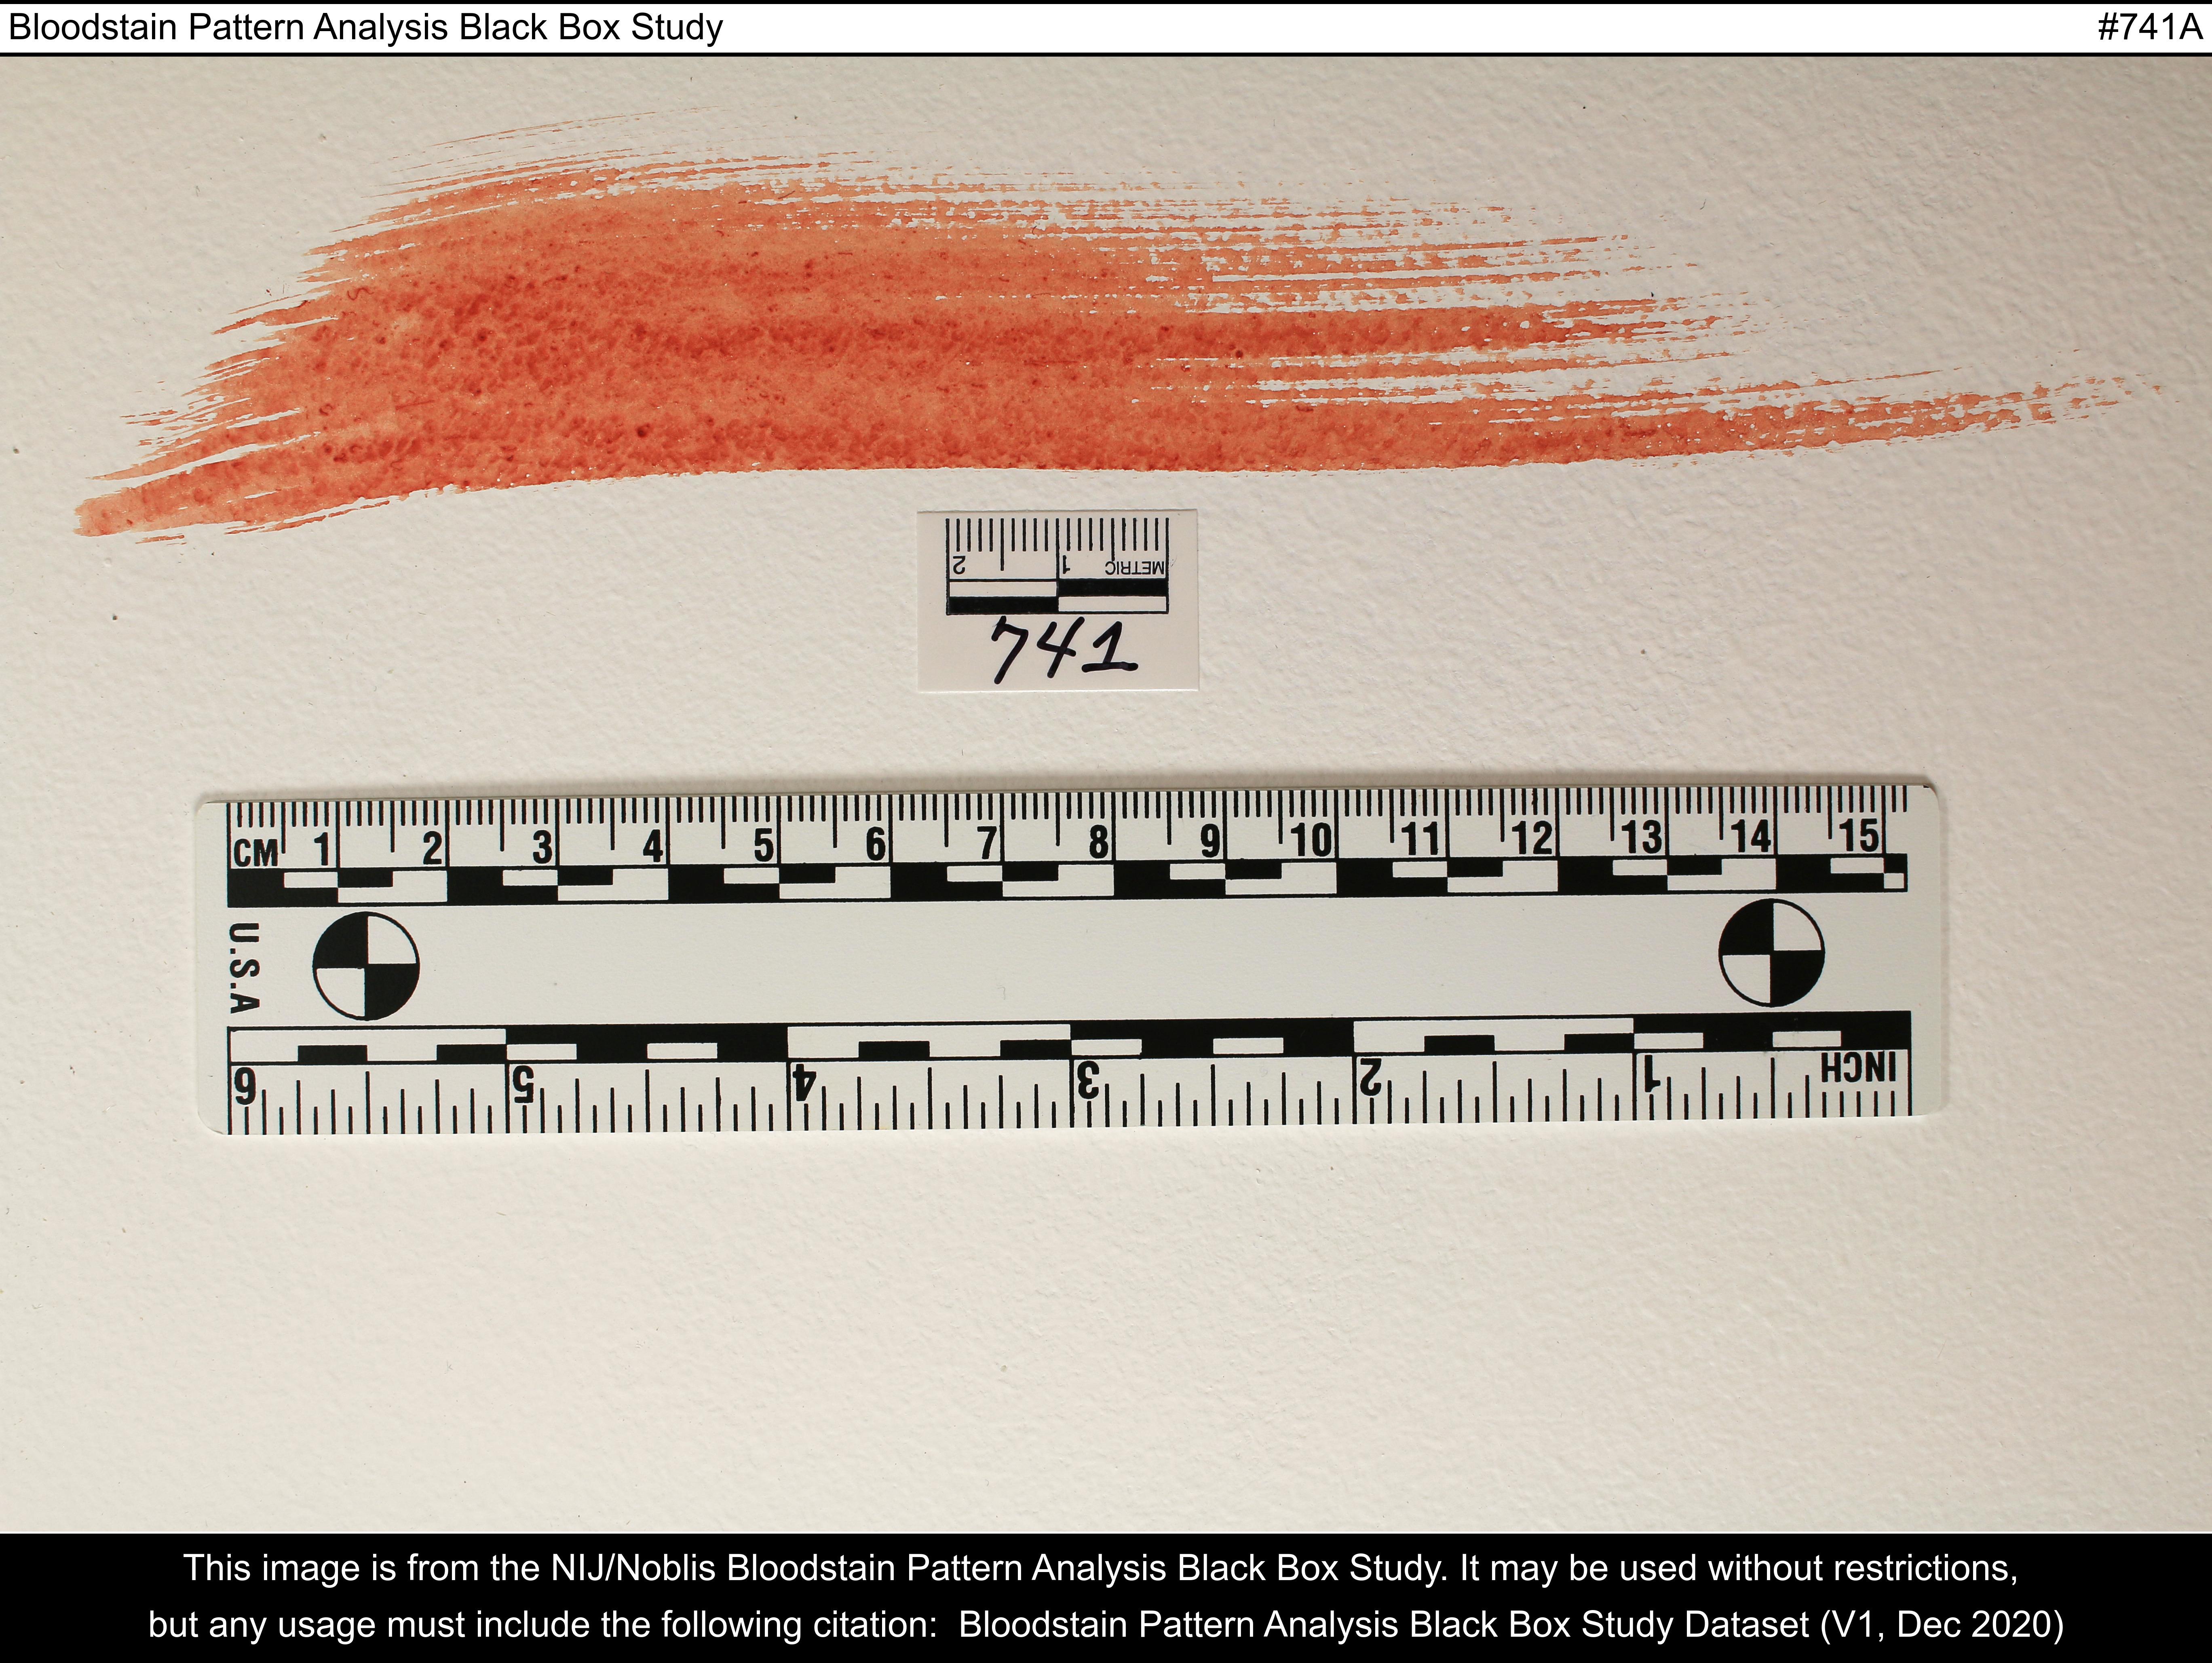 Bloodstain Pattern Analysis Black Box Study #741A
2 1 METRIC
741
CM 1 2 3 4 5 6 7 8 9 10 11 12 13 14 15
U.S.A
6 5 4 3 2 1 INCH
This image is from the NIJ/Noblis Bloodstain Pattern Analysis Black Box Study. It may be used without restrictions,
but any usage must include the following citation: Bloodstain Pattern Analysis Black Box Study Dataset (V1, Dec 2020)